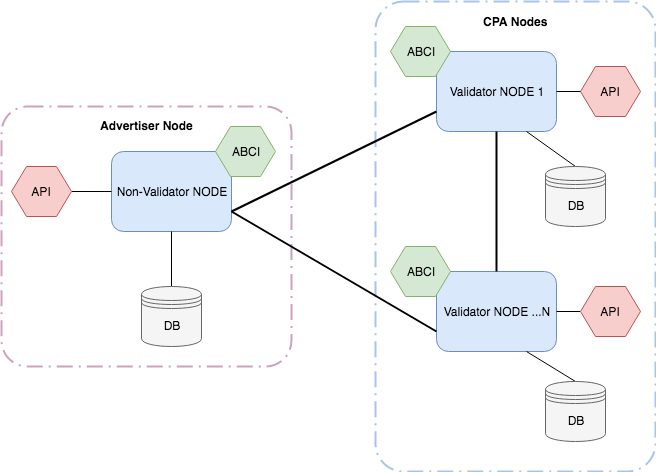 CPA Nodes
ABCI
Validator NODE 1
API
DB
Advertiser Node
ABCI
API
Non-Validator NODE
DB
ABCI
Validator NODE ...N
API
DB